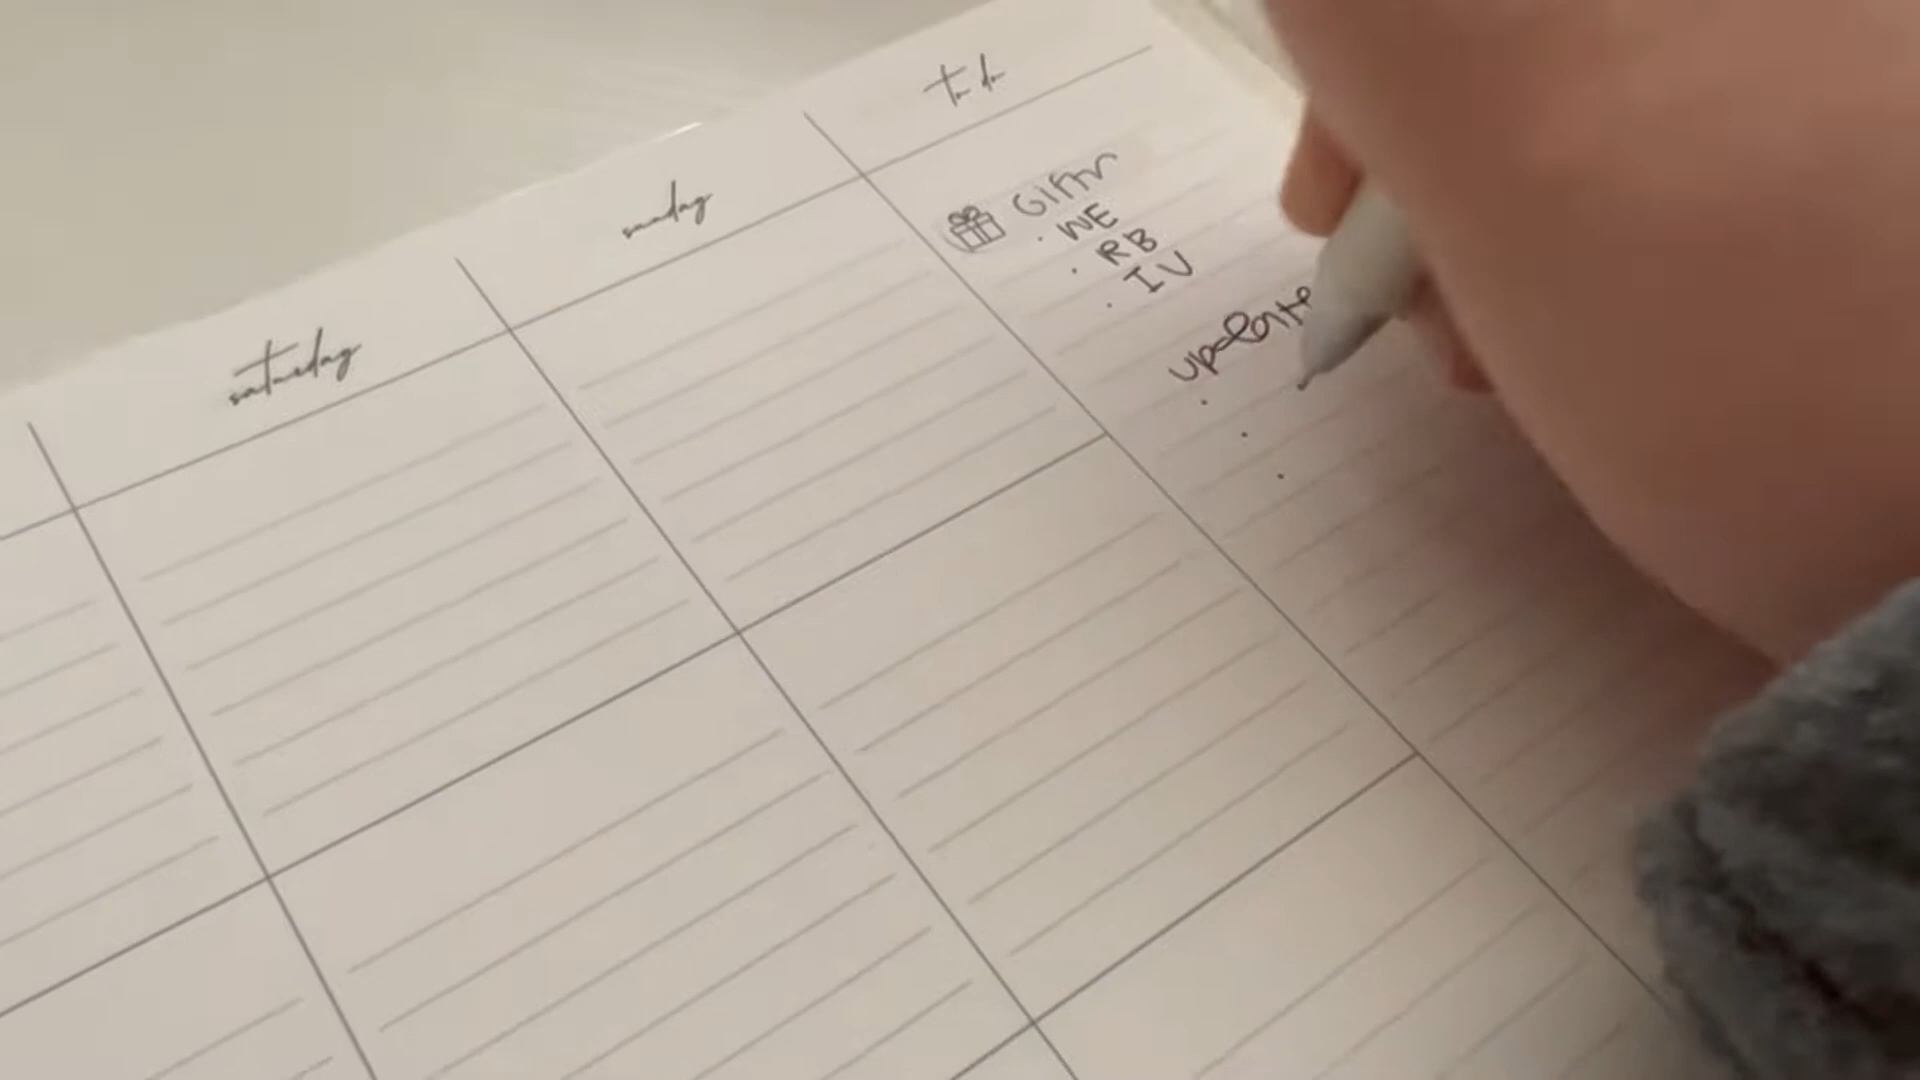 saturday
sunday
to do
Gifts
· WE
· RB
· IV
update